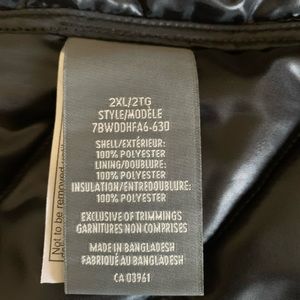 2XL/2TG
STYLE/MODÈLE
7BWDDHFA6-630
SHELL/EXTÉRIEUR:
100% POLYESTER
LINING/DOUBLURE:
100% POLYESTER
INSULATION/ENTREDOUBLURE:
100% POLYESTER
EXCLUSIVE OF TRIMMINGS
GARNITURES NON COMPRISES
MADE IN BANGLADESH
FABRIQUÉ AU BANGLADESH
CA 03961
Not to be removed